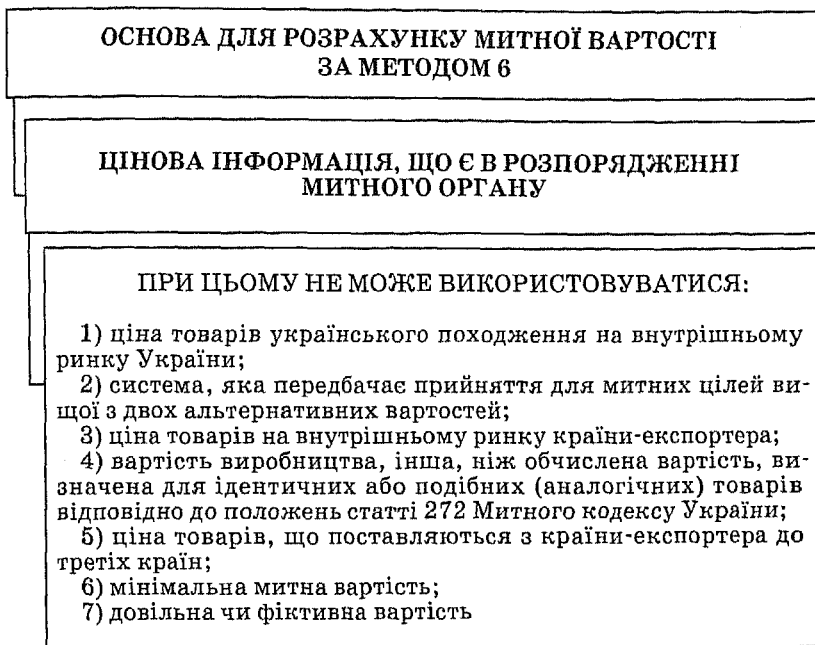 ОСНОВА ДЛЯ РОЗРАХУНКУ МИТНОЇ ВАРТОСТІ
ЗА МЕТОДОМ 6
ЦІНОВА ІНФОРМАЦІЯ, ЩО Є В РОЗПОРЯДЖЕННІ
МИТНОГО ОРГАНУ
ПРИ ЦЬОМУ НЕ МОЖЕ ВИКОРИСТОВУВАТИСЯ:
1) ціна товарів українського походження на внутрішньому
ринку України;
2) система, яка передбачає прийняття для митних цілей ви-
щої з двох альтернативних вартостей;
3) ціна товарів на внутрішньому ринку країни-експортера;
4) вартість виробництва, інша, ніж обчислена вартість, ви-
значена для ідентичних або подібних (аналогічних) товарів
відповідно до положень статті 272 Митного кодексу України;
5) ціна товарів, що поставляються з країни-експортера до
третіх країн;
6) мінімальна митна вартість;
7) довільна чи фіктивна вартість